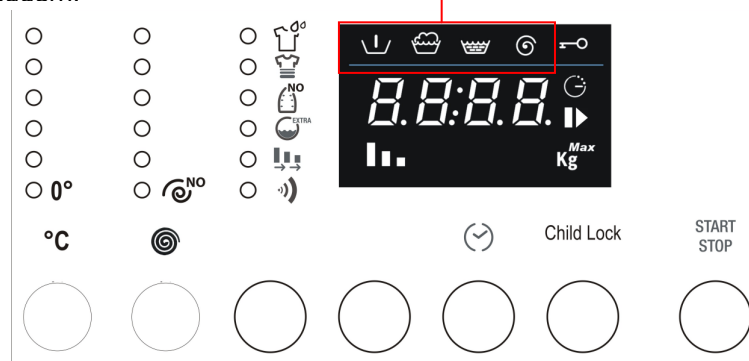 NO
EXTRA
8.8:8.8.
Max
Kg
0°
NO
°C
Child Lock
START
STOP